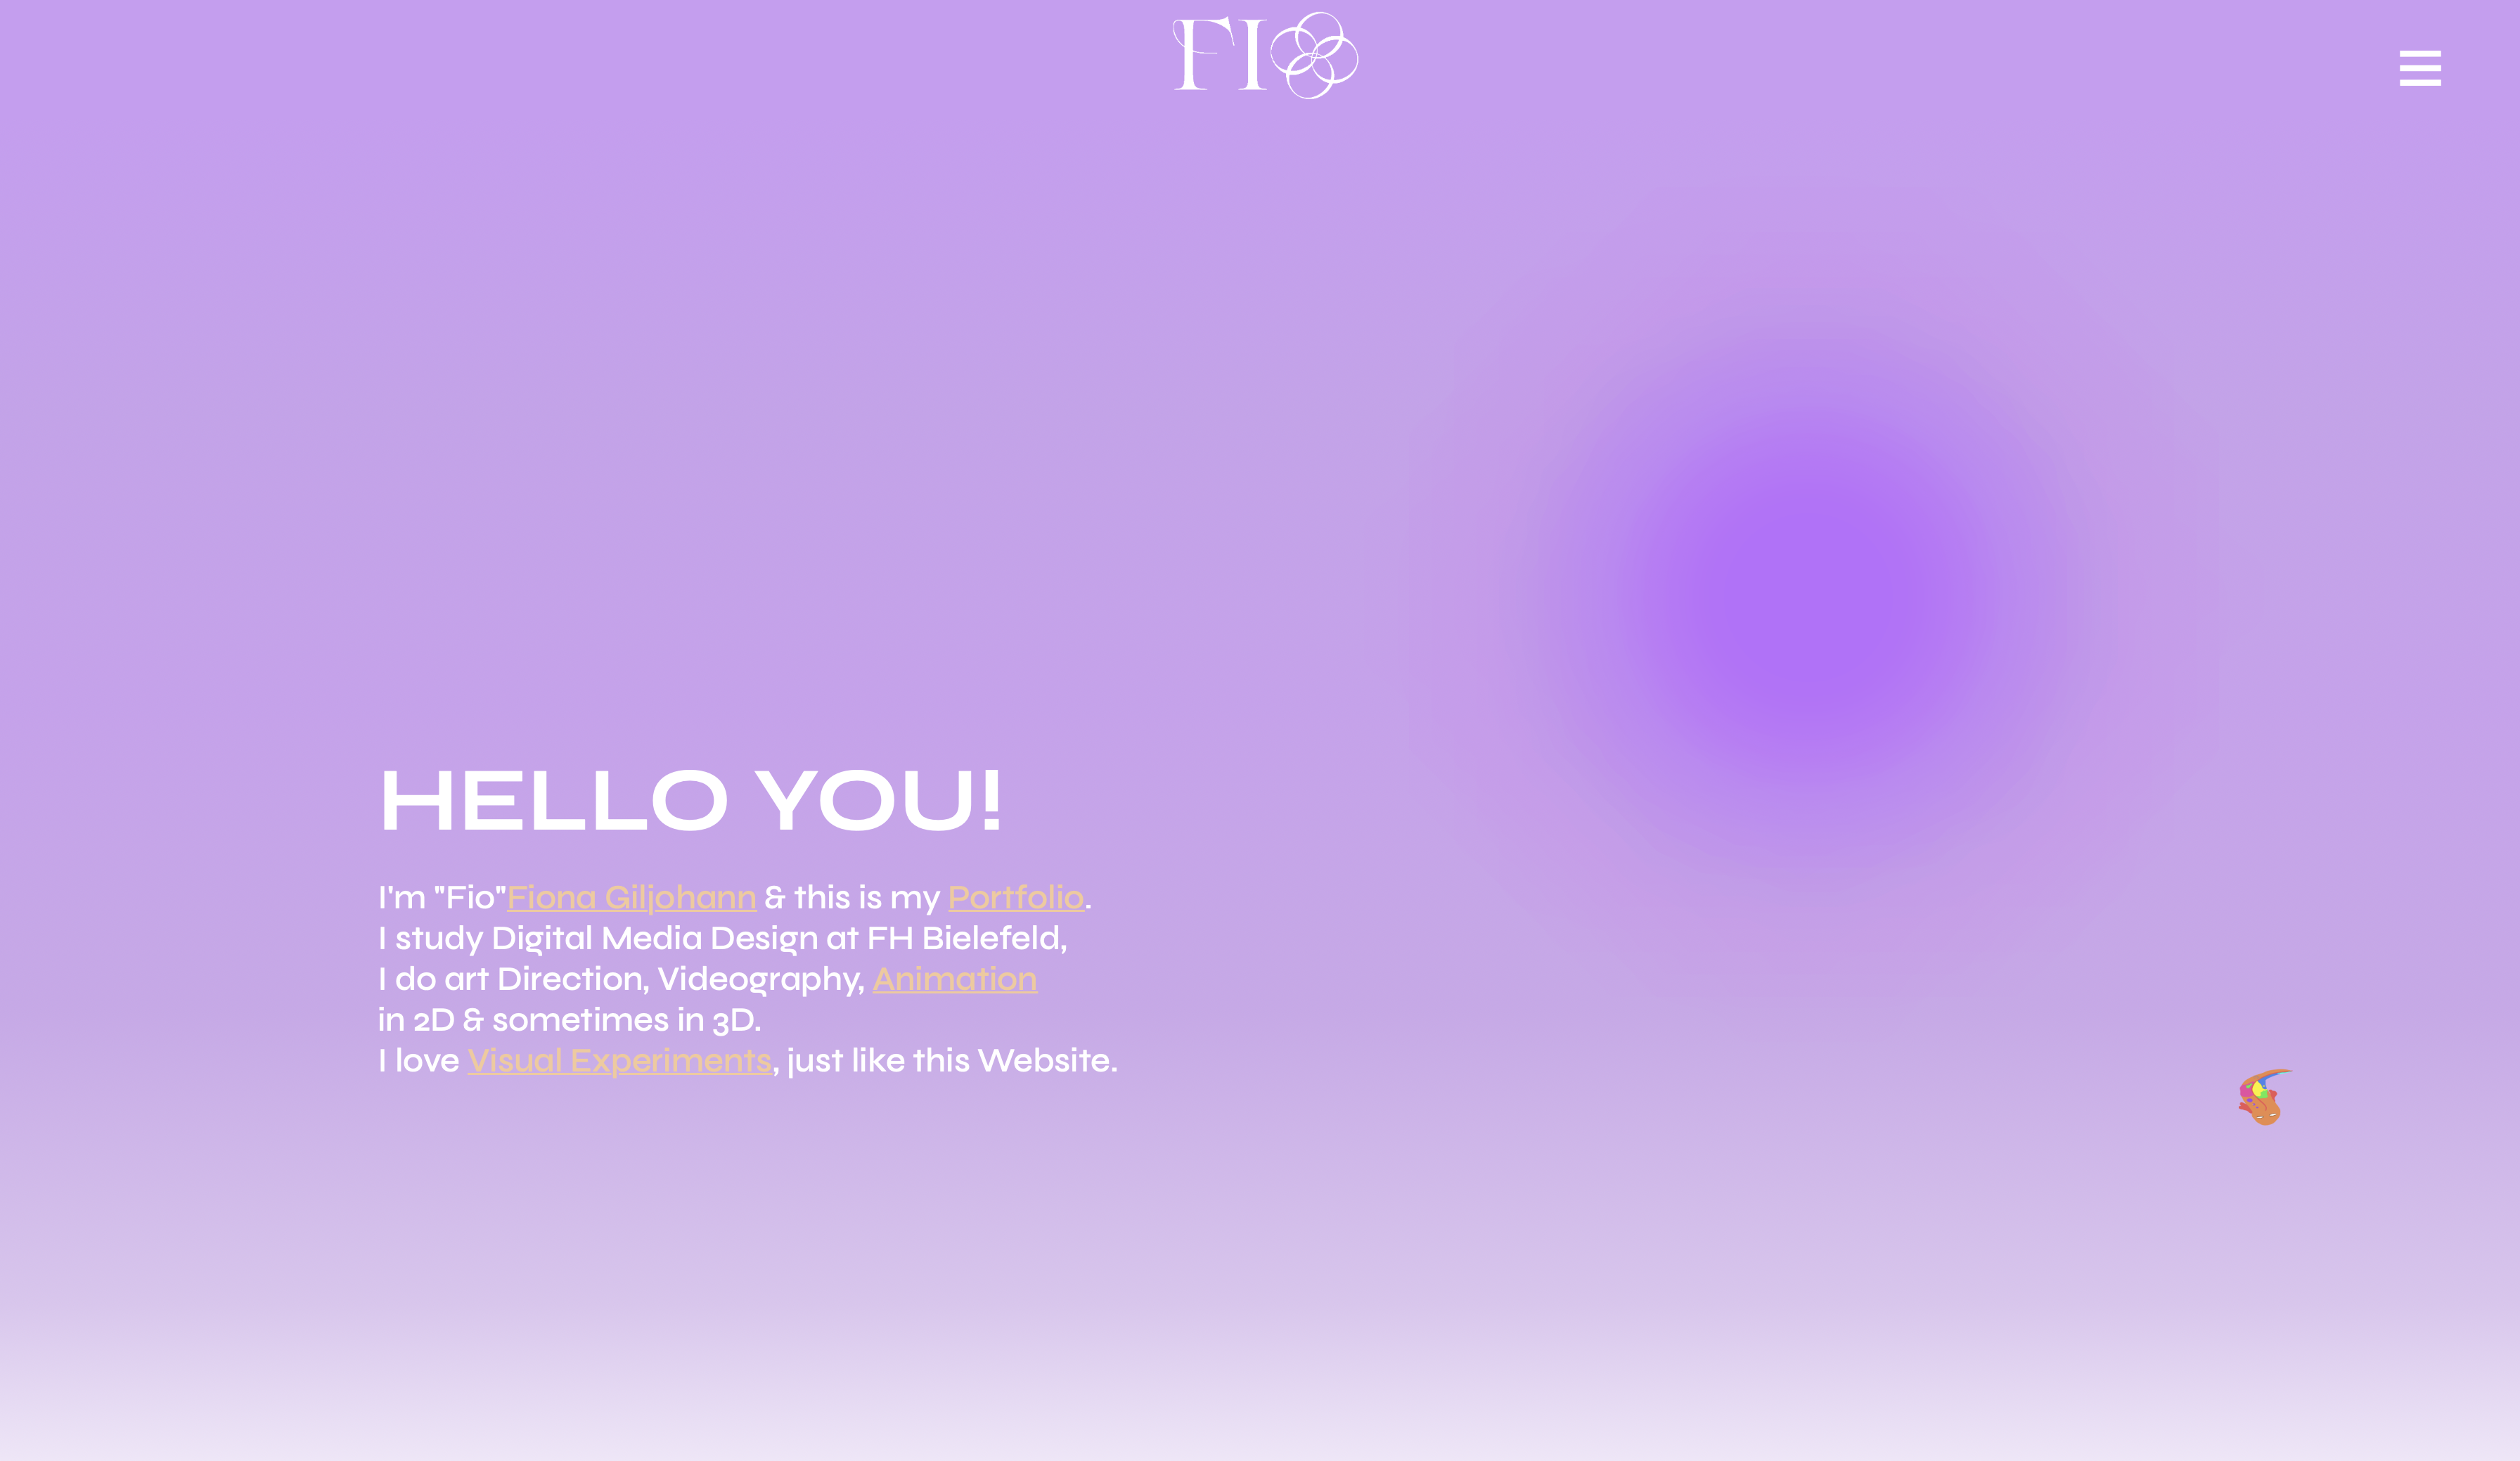 FIO
HELLO YOU!
I'm "Fio"Fiona Giljohann & this is my Portfolio.
I study Digital Media Design at FH Bielefeld,
I do art Direction, Videography, Animation
in 2D & sometimes in 3D.
I love Visual Experiments, just like this Website.